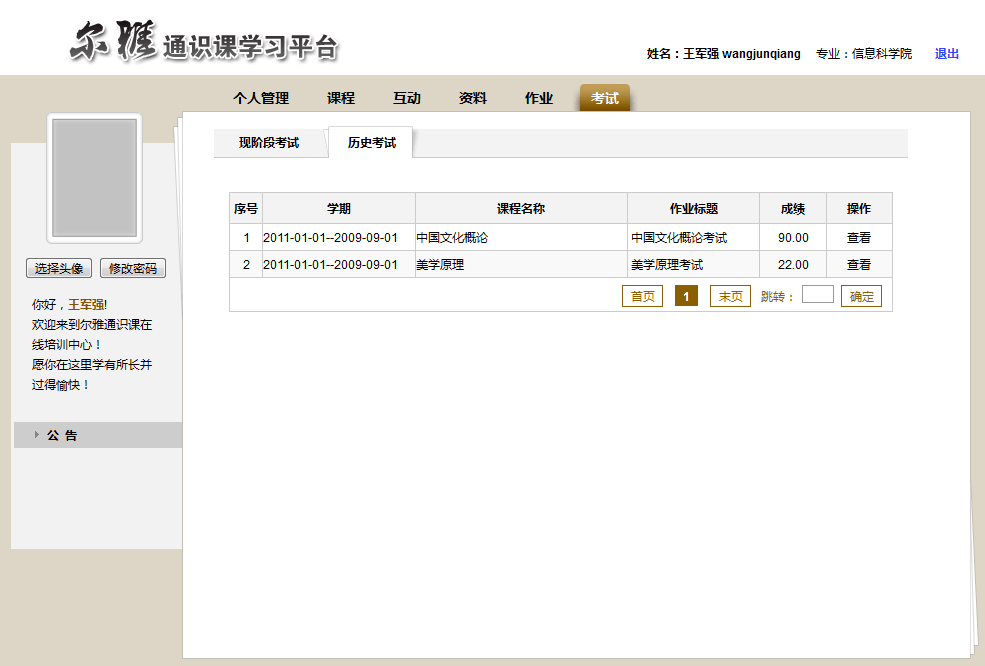 尔雅 通识课学习平台
姓名：王军强 wangjunqiang 专业：信息科学院 退出
个人管理 课程 互动 资料 作业 考试
现阶段考试 历史考试
序号 学期 课程名称 作业标题 成绩 操作
1 2011-01-01--2009-09-01 中国文化概论 中国文化概论考试 90.00 查看
2 2011-01-01--2009-09-01 美学原理 美学原理考试 22.00 查看
首页 1 末页 跳转： 确定
选择头像 修改密码
你好，王军强!
欢迎来到尔雅通识课在
线培训中心！
愿你在这里学有所长并
过得愉快！
公 告